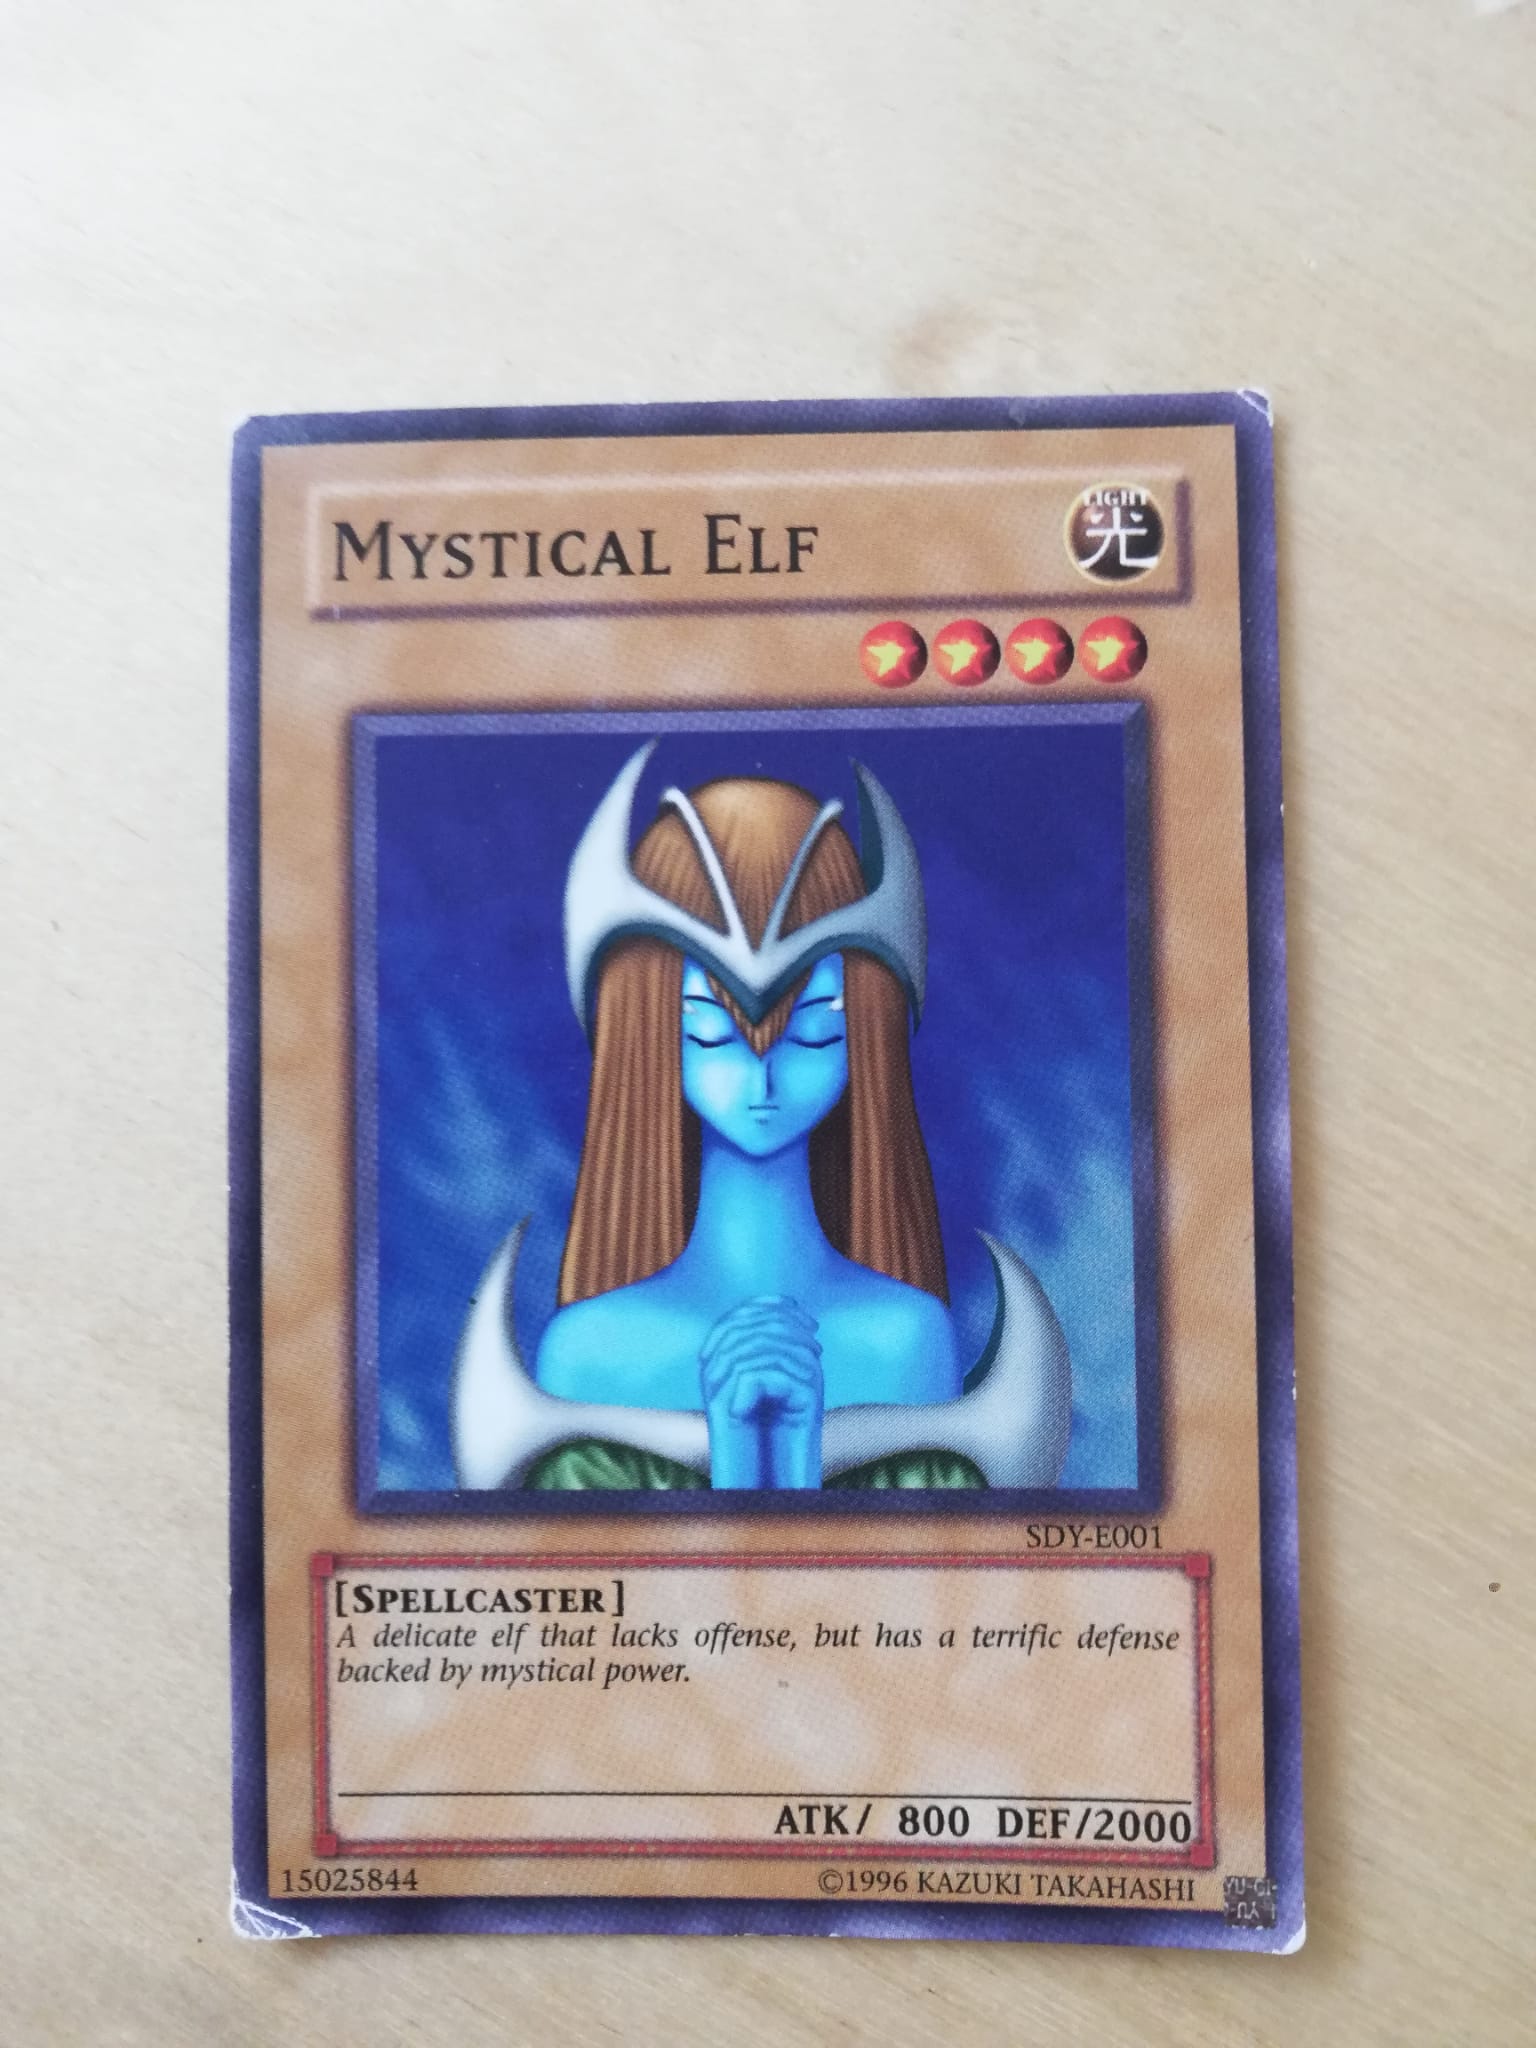 MYSTICAL ELF
LIGHT
光
SDY-E001
[SPELLCASTER]
A delicate elf that lacks offense, but has a terrific defense
backed by mystical power.
ATK/ 800 DEF/2000
15025844
©1996 KAZUKI TAKAHASHI